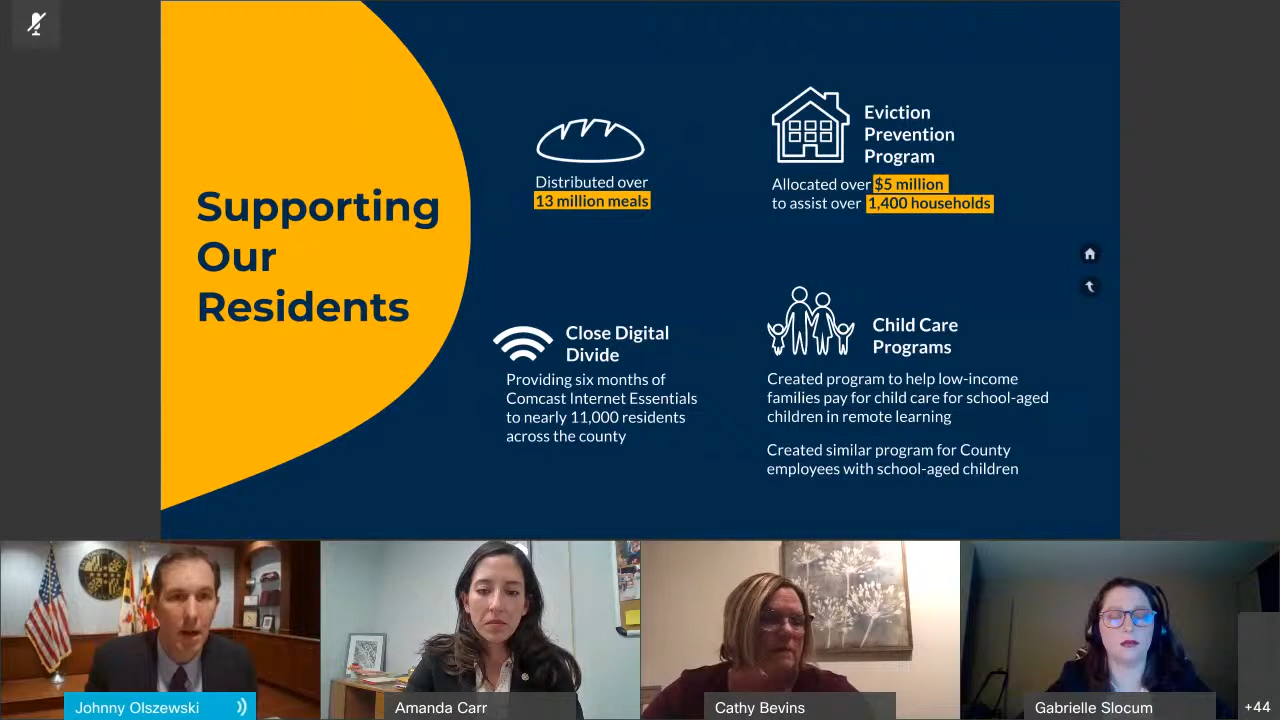 Supporting
Our
Residents
Distributed over
13 million meals
Eviction
Prevention
Program
Allocated over $5 million
to assist over 1,400 households
Close Digital
Divide
Providing six months of
Comcast Internet Essentials
to nearly 11,000 residents
across the county
Child Care
Programs
Created program to help low-income
families pay for child care for school-aged
children in remote learning
Created similar program for County
employees with school-aged children
Johnny Olszewski
Amanda Carr
Cathy Bevins
Gabrielle Slocum
+44